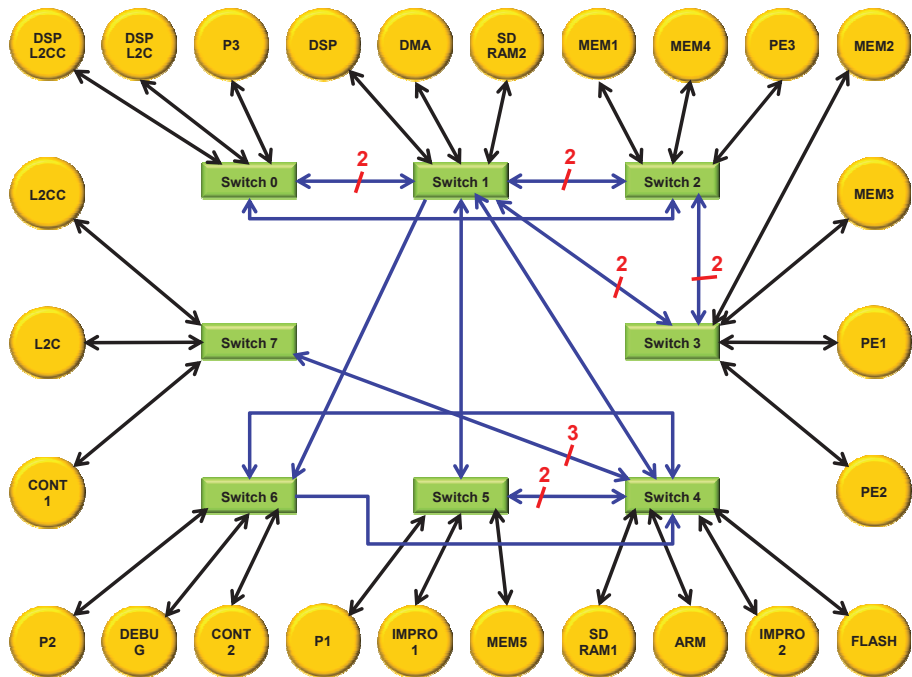 DSP
L2CC
DSP
L2C
P3
DSP
DMA
SD
RAM2
MEM1
MEM4
PE3
MEM2
2
2
Switch 0
Switch 1
Switch 2
L2CC
MEM3
2
2
L2C
Switch 7
Switch 3
PE1
3
2
CONT
1
Switch 6
Switch 5
Switch 4
PE2
P2
DEBU
G
CONT
2
P1
IMPRO
1
MEM5
SD
RAM1
ARM
IMPRO
2
FLASH